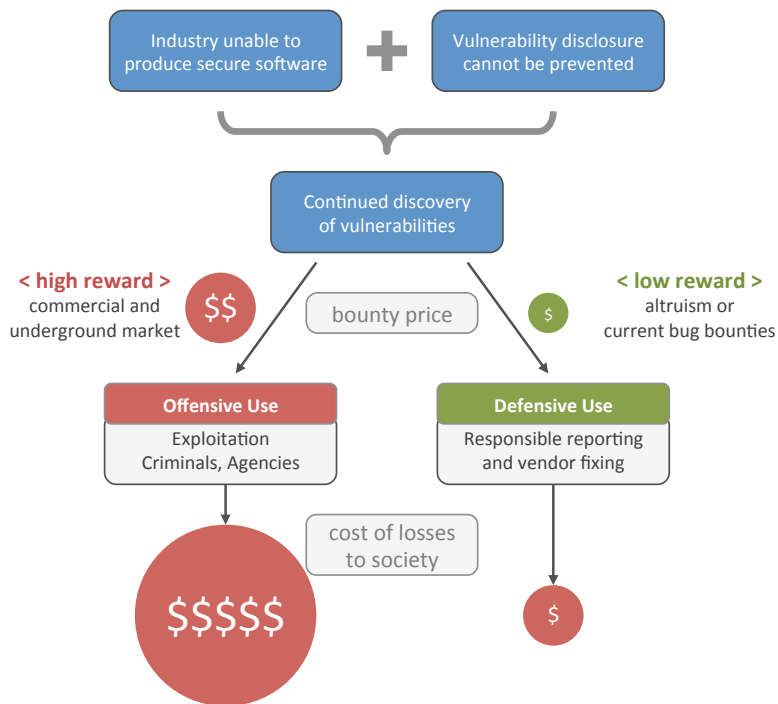 Industry unable to
produce secure software
Vulnerability disclosure
cannot be prevented
Continued discovery
of vulnerabilities
< high reward >
commercial and
underground market
$$
bounty price
$
< low reward >
altruism or
current bug bounties
Offensive Use
Exploitation
Criminals, Agencies
Defensive Use
Responsible reporting
and vendor fixing
cost of losses
to society
$$$$$
$